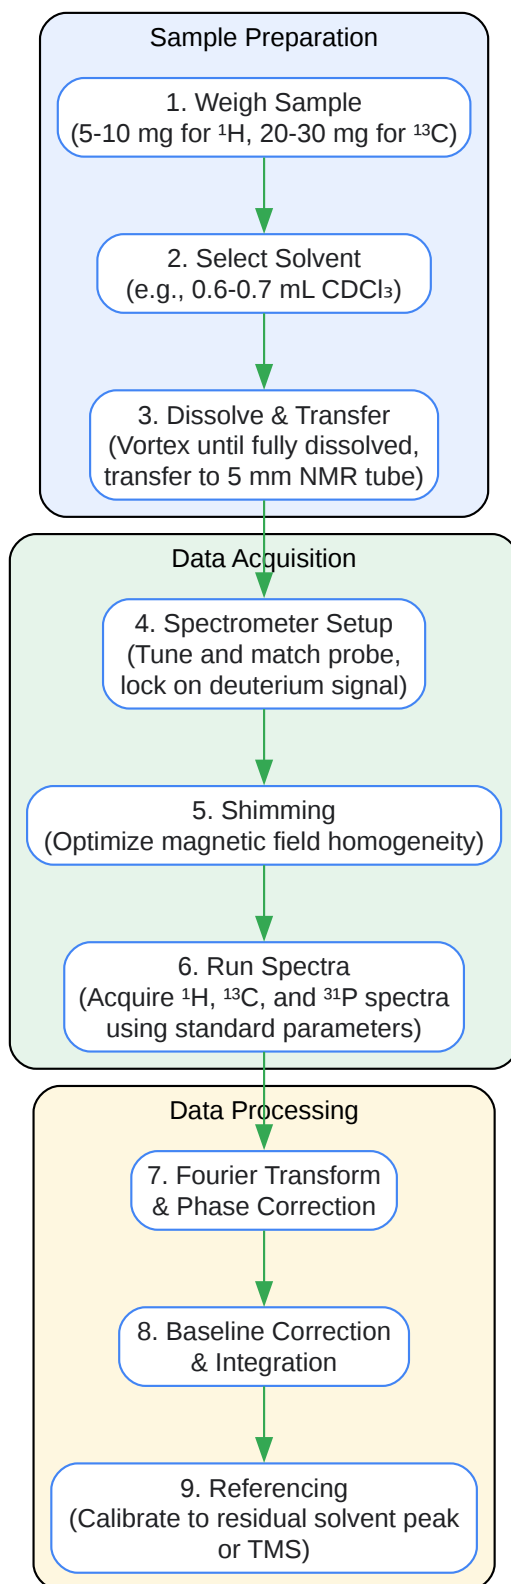 Sample Preparation
1. Weigh Sample
(5-10 mg for ¹H, 20-30 mg for ¹³C)
2. Select Solvent
(e.g., 0.6-0.7 mL CDCl₃)
3. Dissolve & Transfer
(Vortex until fully dissolved,
transfer to 5 mm NMR tube)
Data Acquisition
4. Spectrometer Setup
(Tune and match probe,
lock on deuterium signal)
5. Shimming
(Optimize magnetic field homogeneity)
6. Run Spectra
(Acquire ¹H, ¹³C, and ³¹P spectra
using standard parameters)
Data Processing
7. Fourier Transform
& Phase Correction
8. Baseline Correction
& Integration
9. Referencing
(Calibrate to residual solvent peak
or TMS)